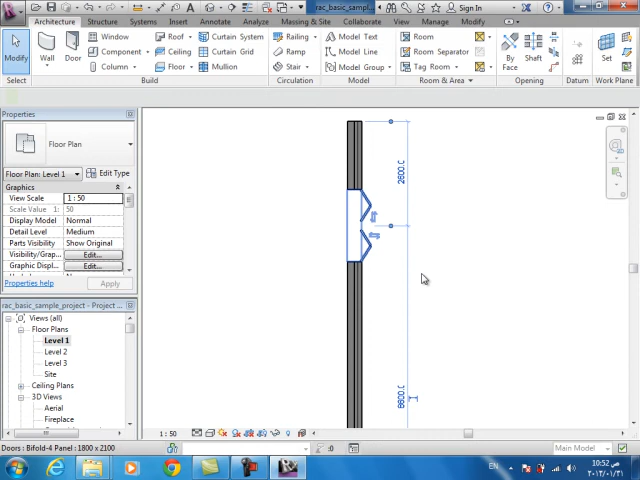 rac_basic_sample_
Sign In
Architecture Structure Systems Insert Annotate Analyze Massing & Site Collaborate View Manage Modify
Modify
Wall
Door
Window
Component
Column
Roof
Ceiling
Floor
Curtain System
Curtain Grid
Mullion
Railing
Ramp
Stair
Model Text
Model Line
Model Group
Room
Room Separator
Tag Room
By Face
Shaft
Datum
Set
Select Build Circulation Model Room & Area Opening Work Plane
Properties
Floor Plan
Floor Plan: Level 1 Edit Type
Graphics
View Scale 1 : 50
Scale Value 1: 50
Display Model Normal
Detail Level Medium
Parts Visibility Show Original
Visibility/Grap... Edit...
Graphic Displ... Edit...
Properties help Apply
rac_basic_sample_project - Project ...
Views (all)
Floor Plans
Level 1
Level 2
Level 3
Site
Ceiling Plans
3D Views
Aerial
Fireplace
2600.0
6600.0
1 : 50
Doors : Bifold-4 Panel : 1800 x 2100
:0
Main Model
EN
10:52 ص